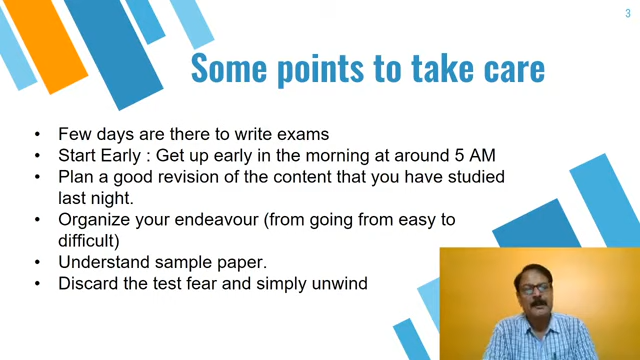 3
Some points to take care
• Few days are there to write exams
• Start Early : Get up early in the morning at around 5 AM
• Plan a good revision of the content that you have studied
last night.
• Organize your endeavour (from going from easy to
difficult)
• Understand sample paper.
• Discard the test fear and simply unwind